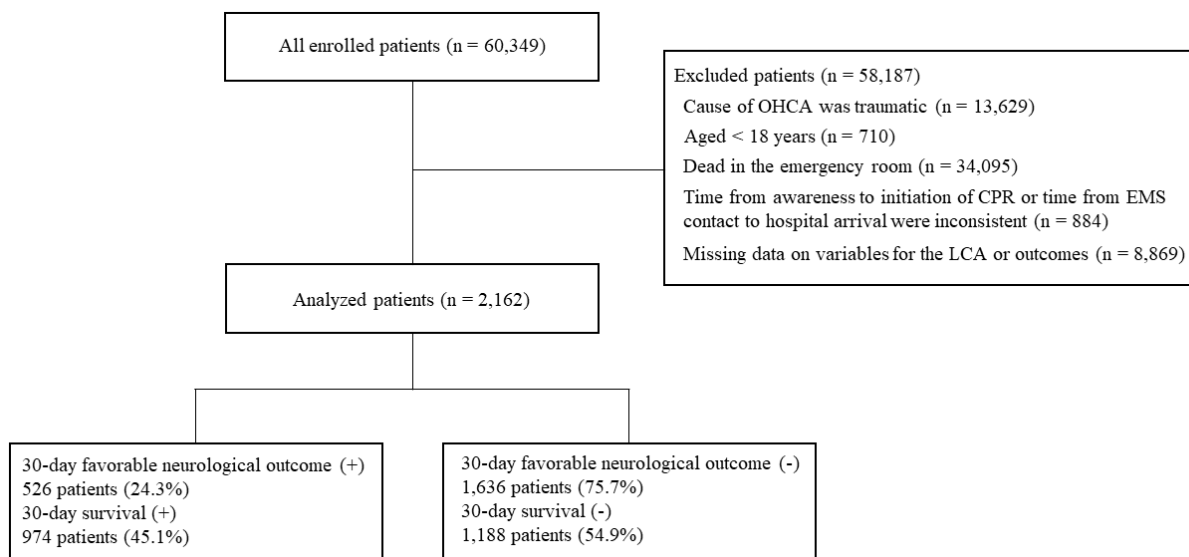 All enrolled patients (n = 60,349)
Excluded patients (n = 58,187)
Cause of OHCA was traumatic (n = 13,629)
Aged < 18 years (n = 710)
Dead in the emergency room (n = 34,095)
Time from awareness to initiation of CPR or time from EMS
contact to hospital arrival were inconsistent (n = 884)
Missing data on variables for the LCA or outcomes (n = 8,869)
Analyzed patients (n = 2,162)
30-day favorable neurological outcome (+)
526 patients (24.3%)
30-day survival (+)
974 patients (45.1%)
30-day favorable neurological outcome (-)
1,636 patients (75.7%)
30-day survival (-)
1,188 patients (54.9%)